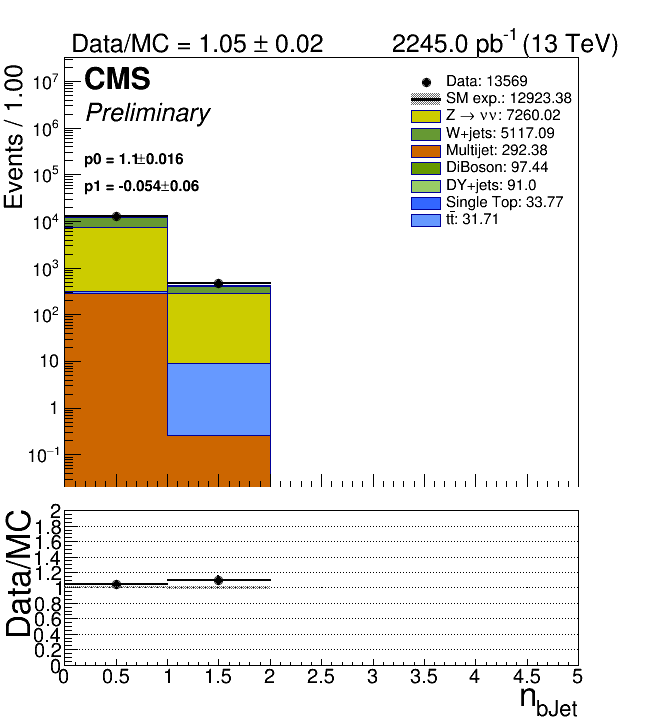 Data/MC = 1.05 ± 0.02
2245.0 pb⁻¹ (13 TeV)
Events / 1.00
CMS
Preliminary
p0 = 1.1±0.016
p1 = -0.054±0.06
Data: 13569
SM exp.: 12923.38
Z → νν: 7260.02
W+jets: 5117.09
Multijet: 292.38
DiBoson: 97.44
DY+jets: 91.0
Single Top: 33.77
tt̄: 31.71
10⁷
10⁶
10⁵
10⁴
10³
10²
10
1
10⁻¹
Data/MC
2
1.8
1.6
1.4
1.2
1
0.8
0.6
0.4
0.2
0
0 0.5 1 1.5 2 2.5 3 3.5 4 4.5 5
n_bJet